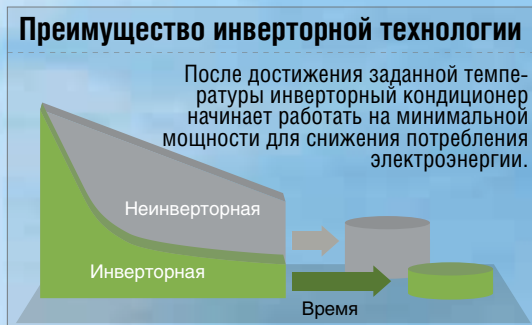 Преимущество инверторной технологии
После достижения заданной темпе-
ратуры инверторный кондиционер
начинает работать на минимальной
мощности для снижения потребления
электроэнергии.
Неинверторная
Инверторная
Время